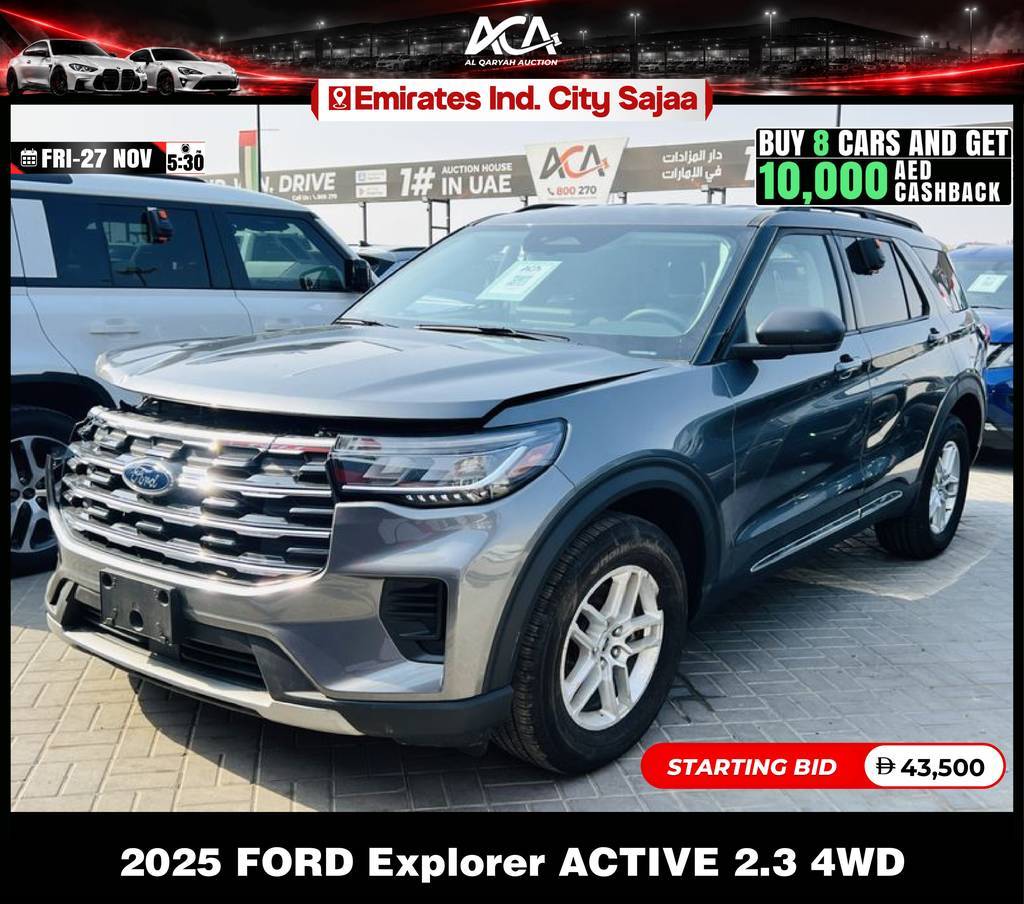 ACA
AL QARYAH AUCTION
Emirates Ind. City Sajaa
FRI-27 NOV 5:30
BUY 8 CARS AND GET
10,000 AED CASHBACK
DRIVE
1# AUCTION HOUSE IN UAE
ACA
800 270
دار المزادات
في الإمارات
ACA
Ford
STARTING BID 43,500
2025 FORD Explorer ACTIVE 2.3 4WD